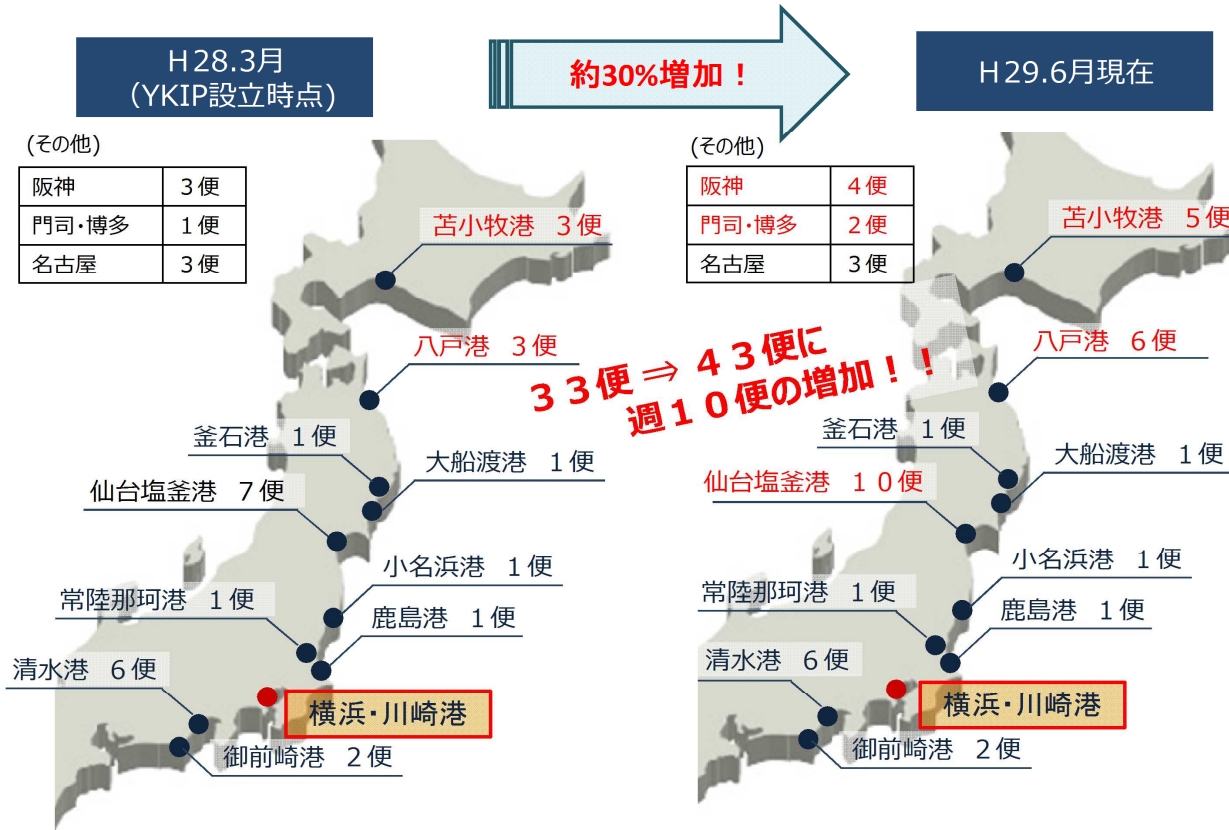 H28.3月
(YKIP設立時点)
約30%増加！
H29.6月現在
(その他)
阪神 3便
門司・博多 1便
名古屋 3便
苫小牧港 3便
八戸港 3便
釜石港 1便
大船渡港 1便
仙台塩釜港 7便
小名浜港 1便
常陸那珂港 1便
鹿島港 1便
清水港 6便
横浜・川崎港
御前崎港 2便
33便⇒43便に
週10便の増加！！
(その他)
阪神 4便
門司・博多 2便
名古屋 3便
苫小牧港 5便
八戸港 6便
釜石港 1便
大船渡港 1便
仙台塩釜港 10便
小名浜港 1便
常陸那珂港 1便
鹿島港 1便
清水港 6便
横浜・川崎港
御前崎港 2便